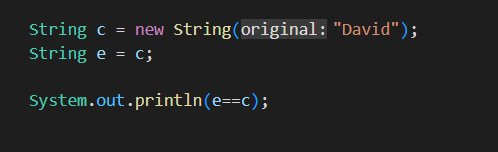 String c = new String(original: "David");
String e = c;
System.out.println(e==c);